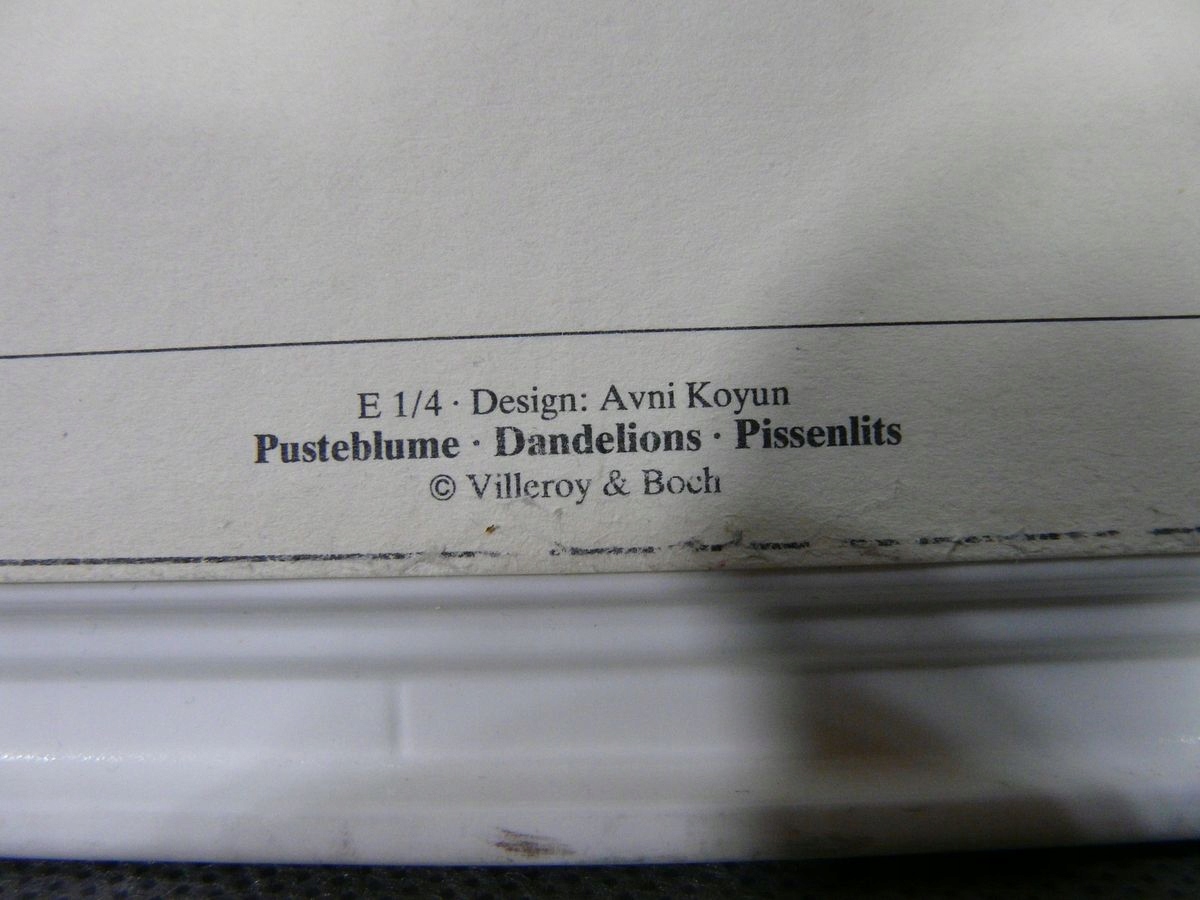 E 1/4 · Design: Avni Koyun
Pusteblume · Dandelions · Pissenlits
© Villeroy & Boch